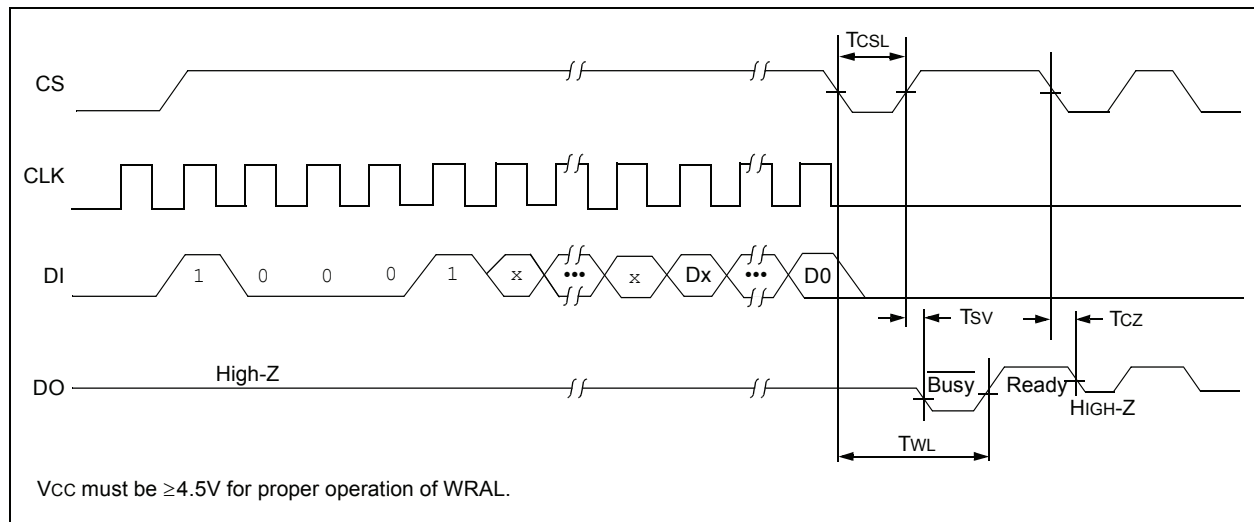 TCSL
CS
CLK
DI 1 0 0 0 1 x ••• x Dx ••• D0
TSV TCZ
High-Z
DO Busy Ready
HIGH-Z
TWL
VCC must be ≥4.5V for proper operation of WRAL.